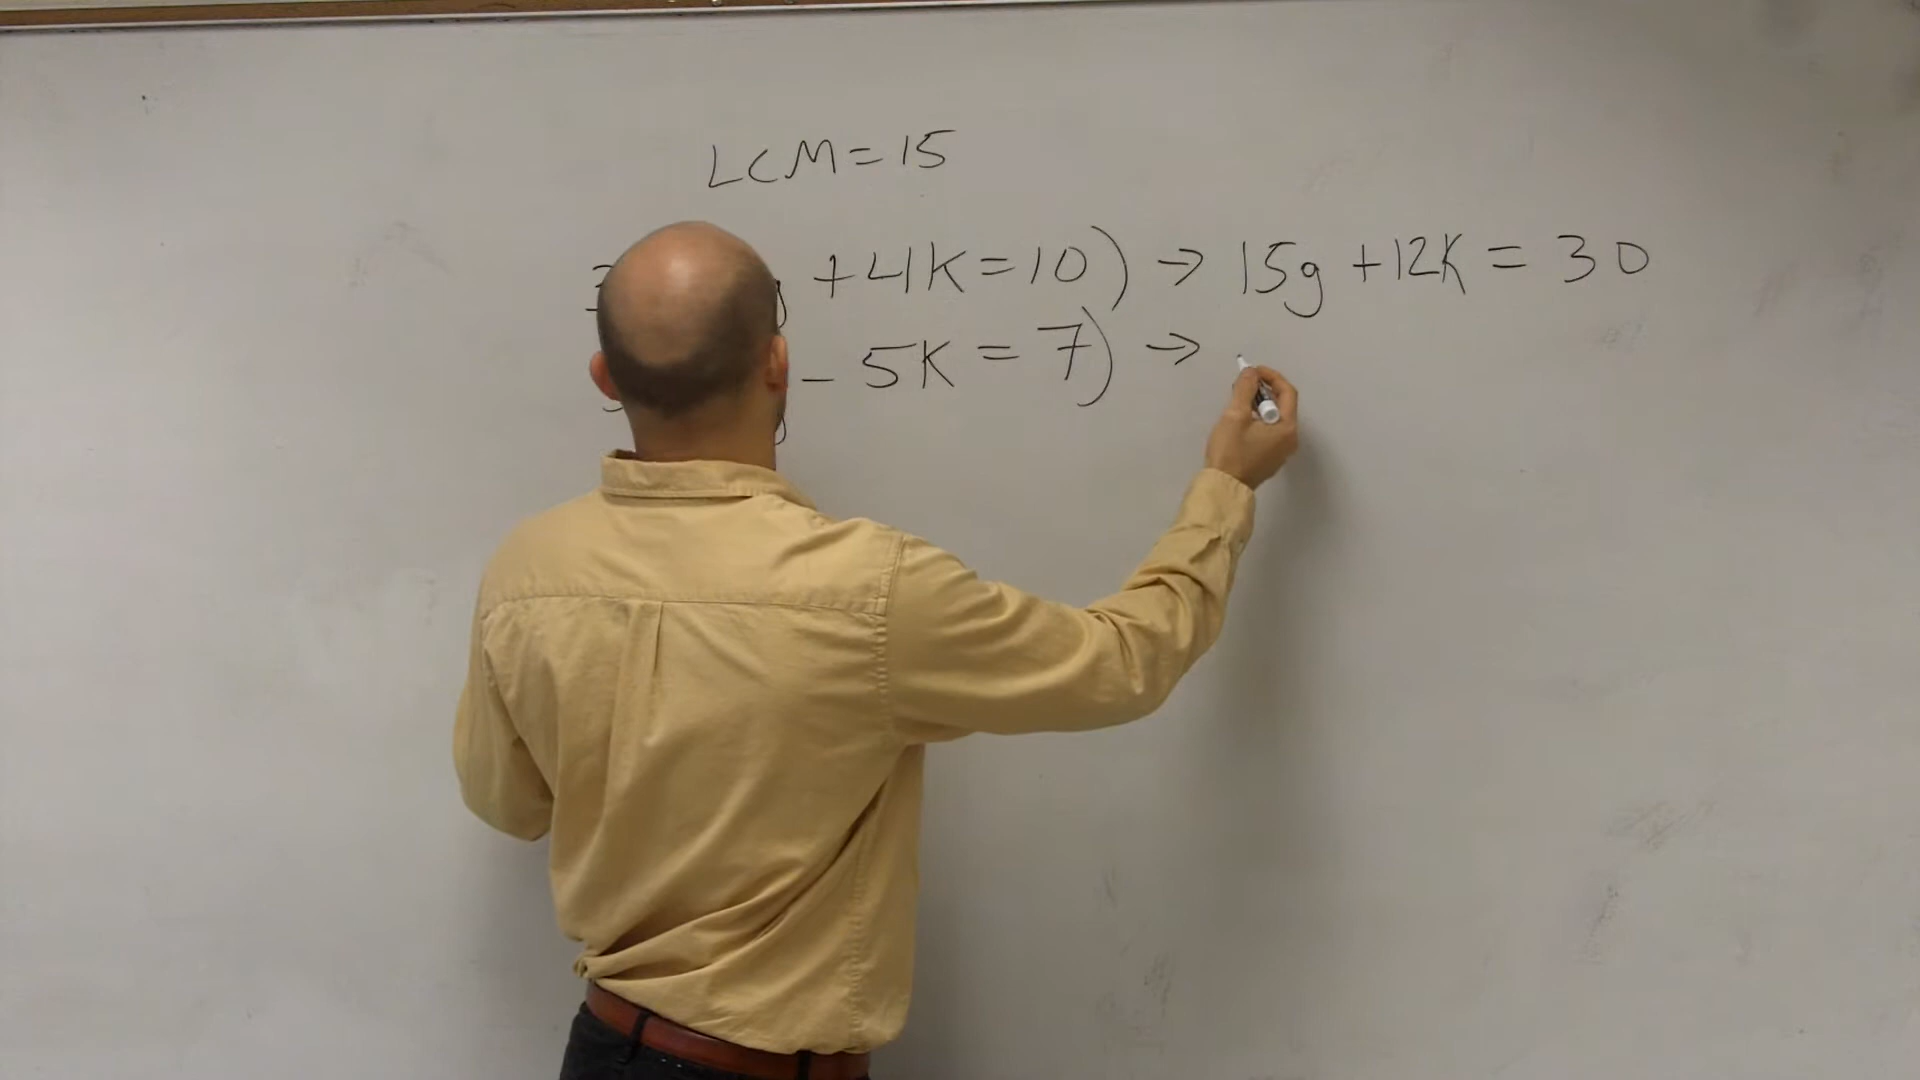 LCM=15
+4K=10) → 15g +12K = 30
- 5K = 7) →